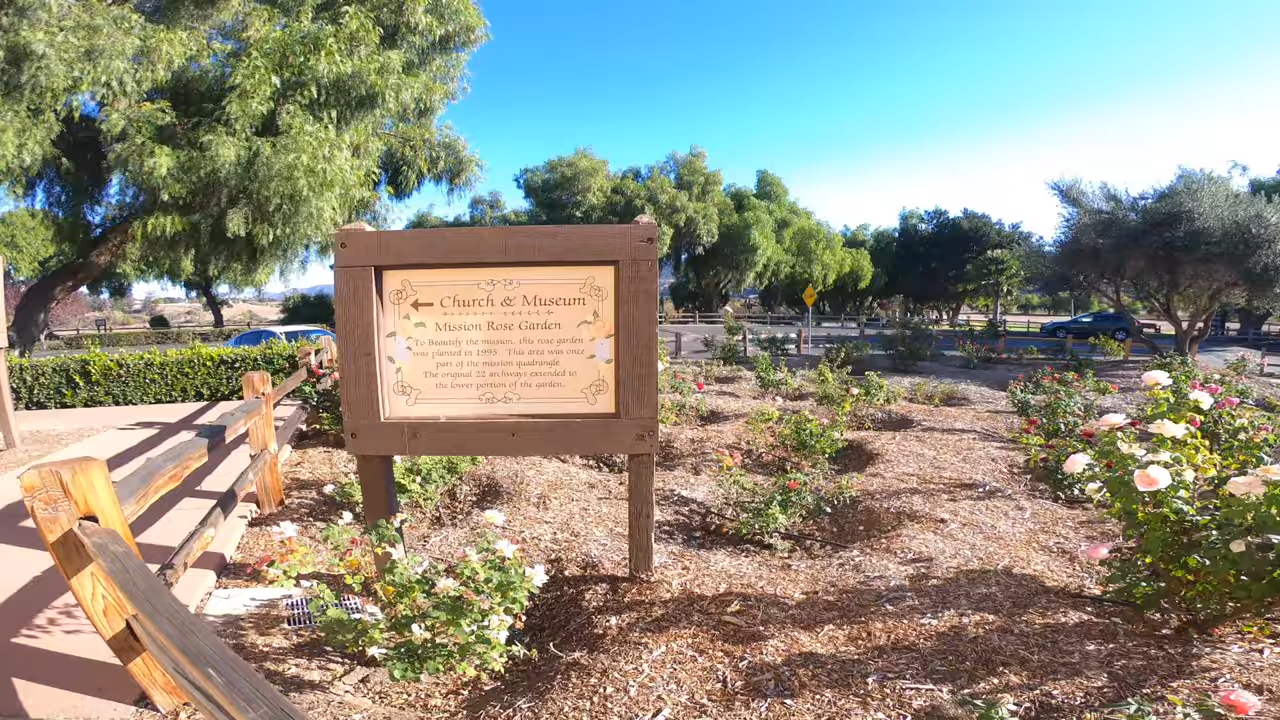 ← Church & Museum
Mission Rose Garden
To Beautify the mission, this rose garden
was planted in 1995. This area was once
part of the mission quadrangle.
The original 22 archways extended to
the lower portion of the garden.